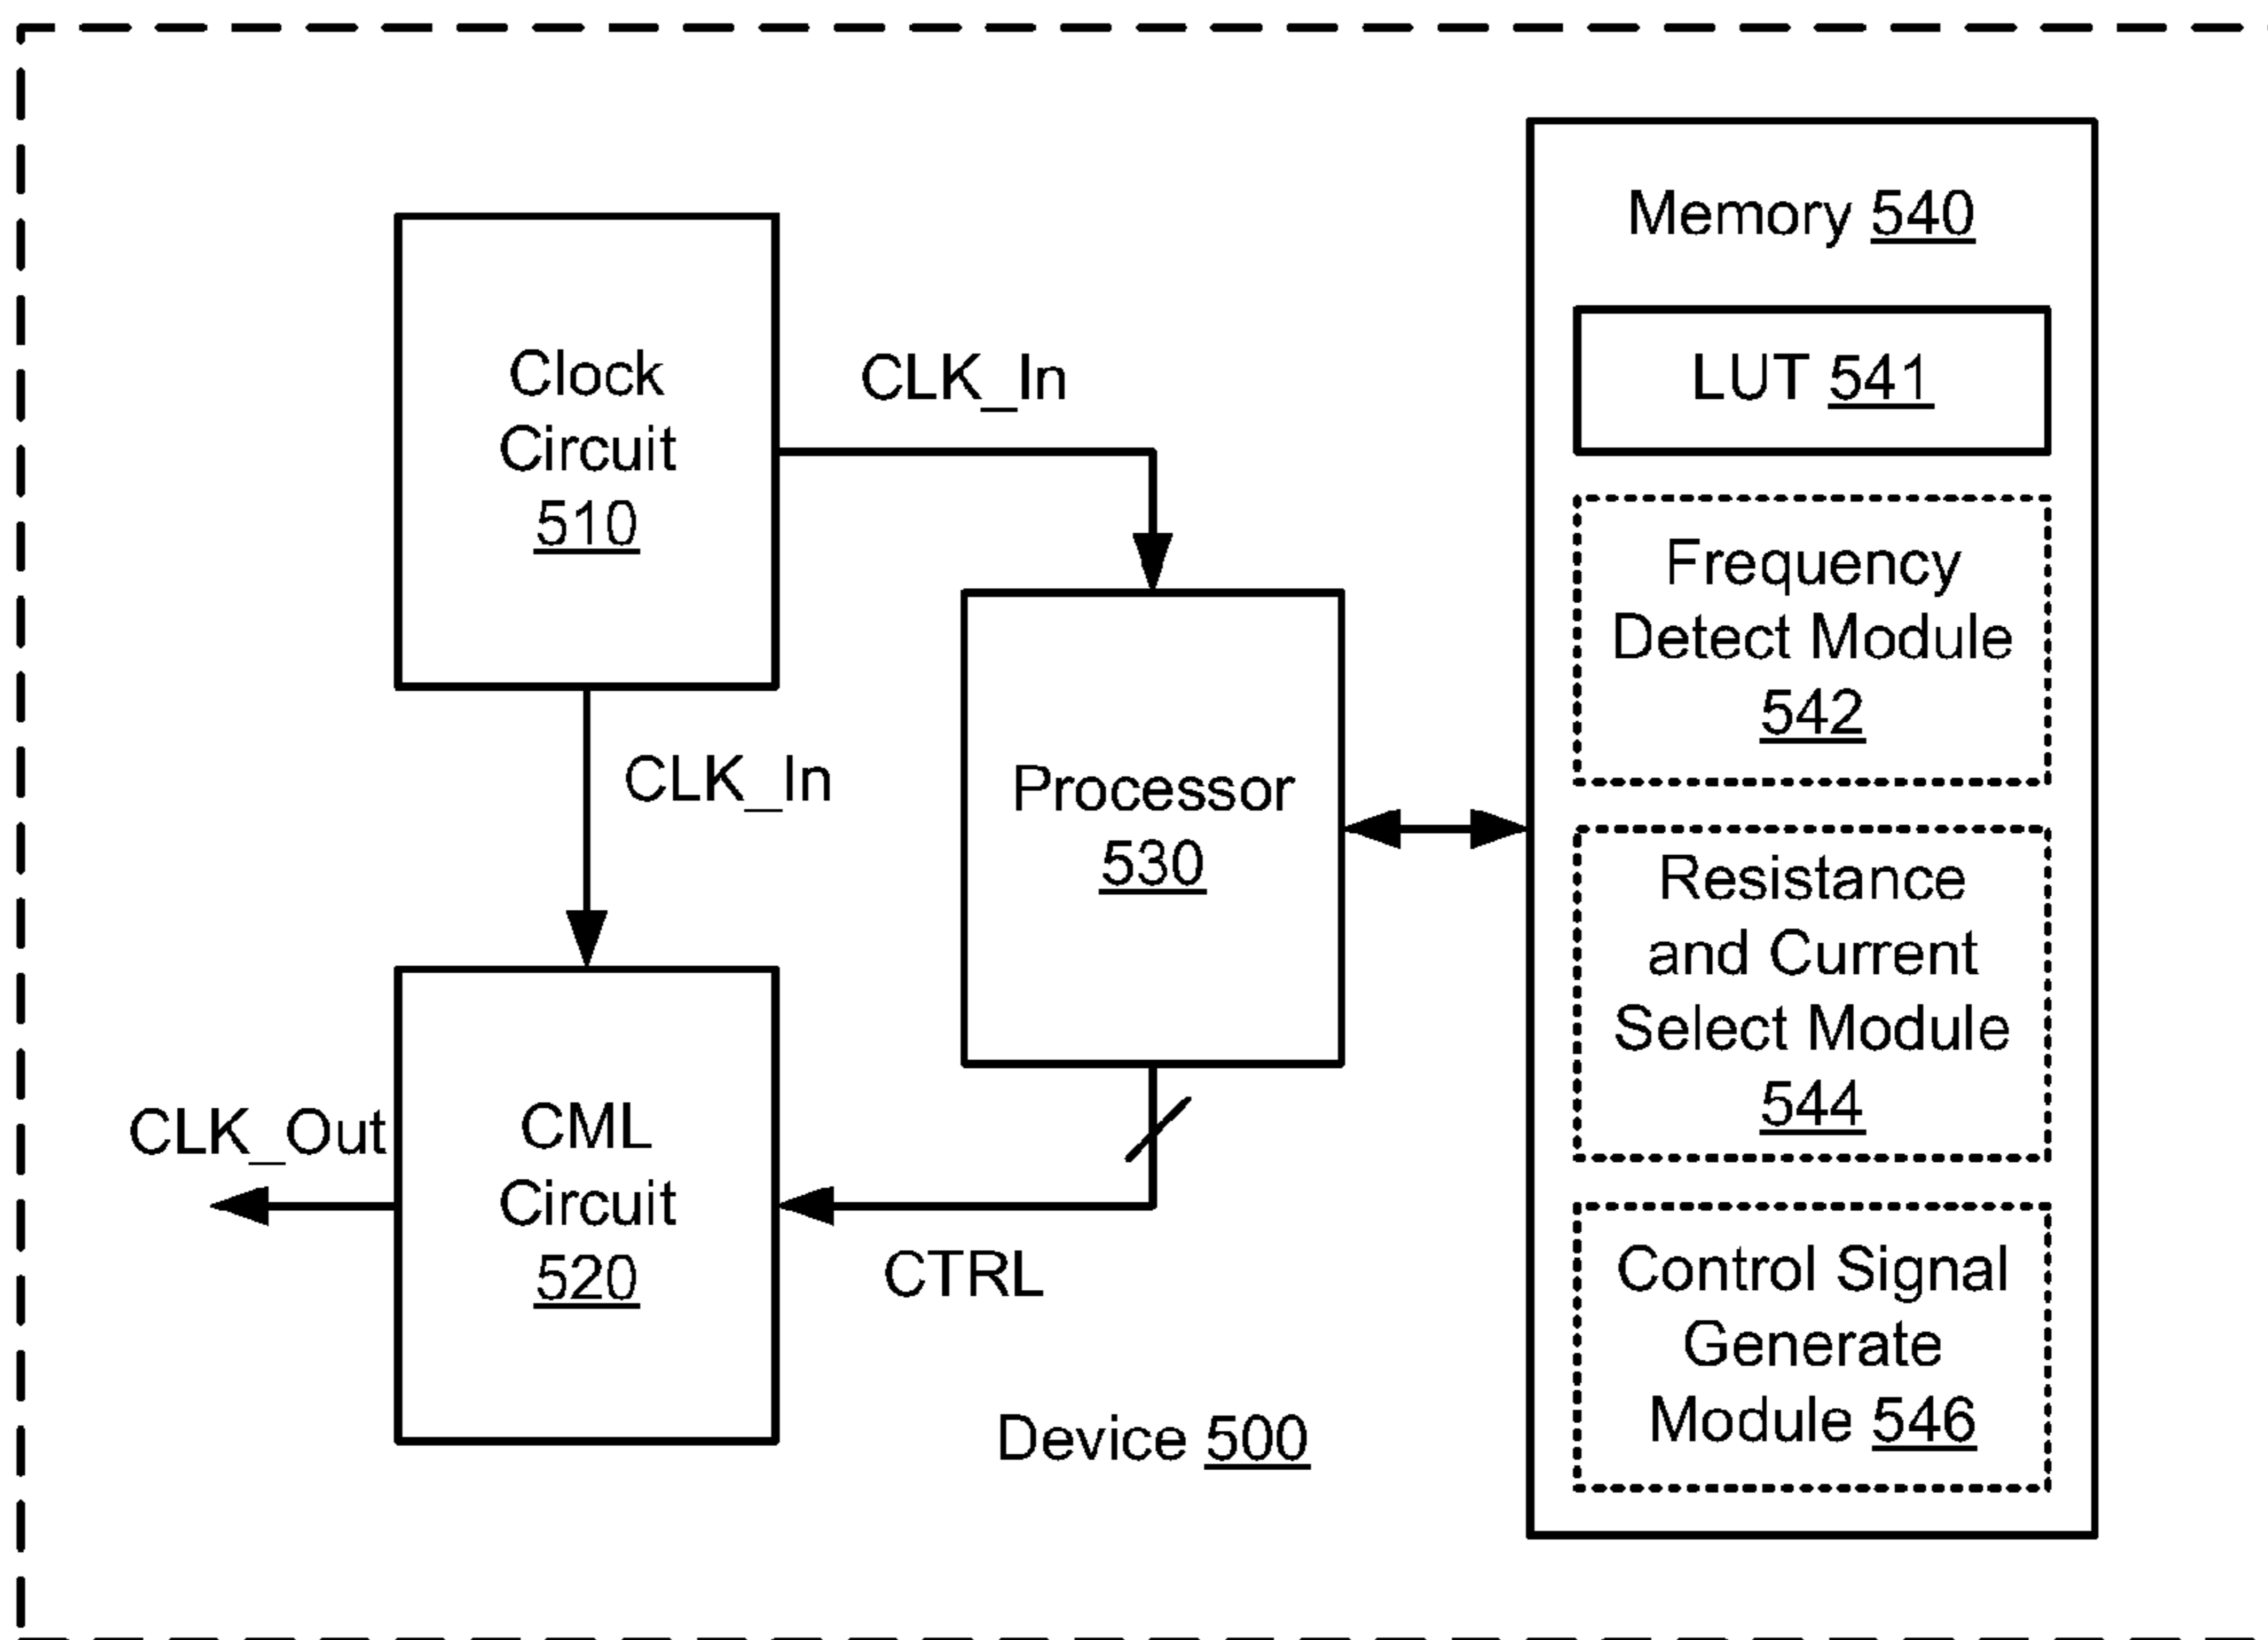 Clock
Circuit
510
CLK_In
CLK_In
Processor
530
CML
Circuit
520
CLK_Out
CTRL
Device 500
Memory 540
LUT 541
Frequency
Detect Module
542
Resistance
and Current
Select Module
544
Control Signal
Generate
Module 546